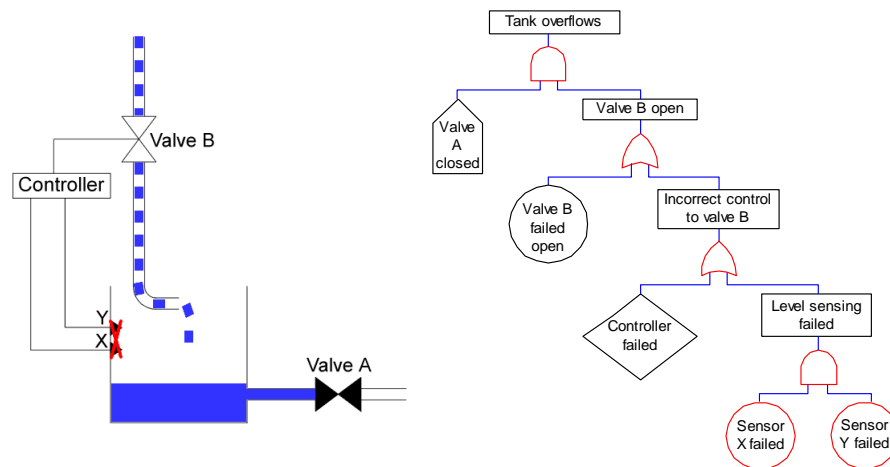 Valve B
Controller
Y
X
Valve A
Tank overflows
Valve
A
closed
Valve B open
Valve B
failed
open
Incorrect control
to valve B
Controller
failed
Level sensing
failed
Sensor
X failed
Sensor
Y failed